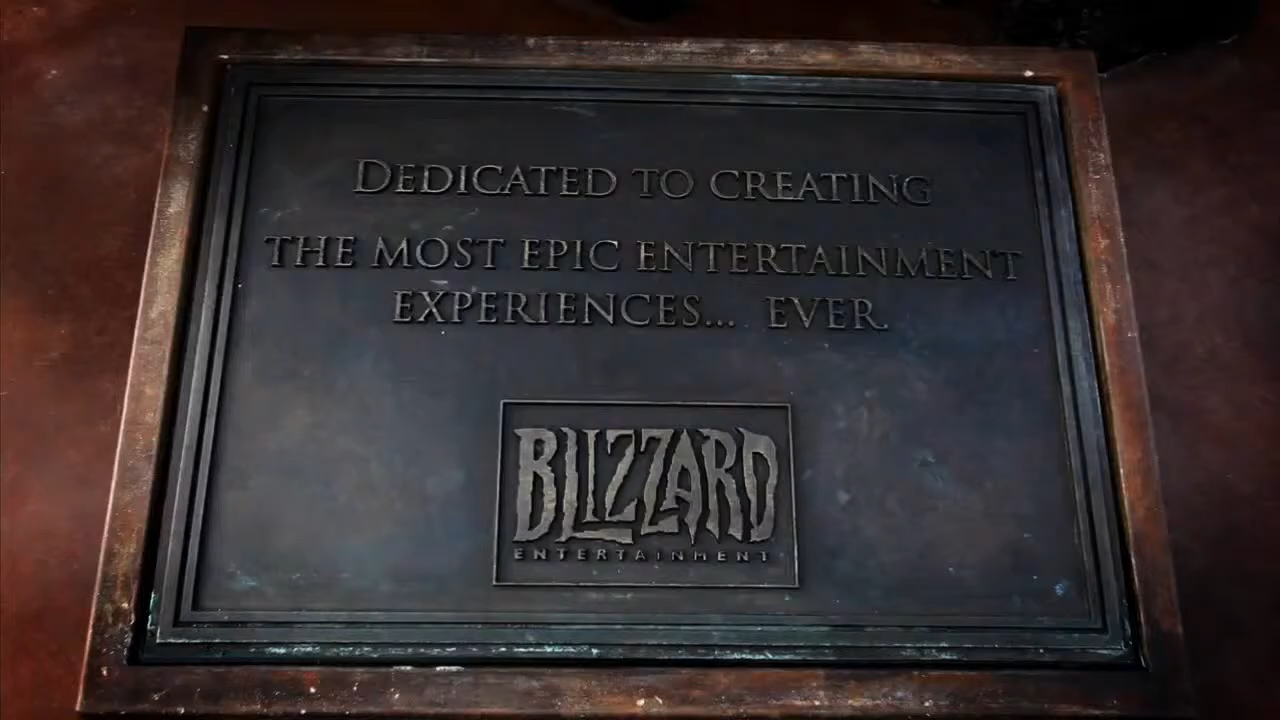 DEDICATED TO CREATING
THE MOST EPIC ENTERTAINMENT
EXPERIENCES... EVER.
BLIZZARD
ENTERTAINMENT